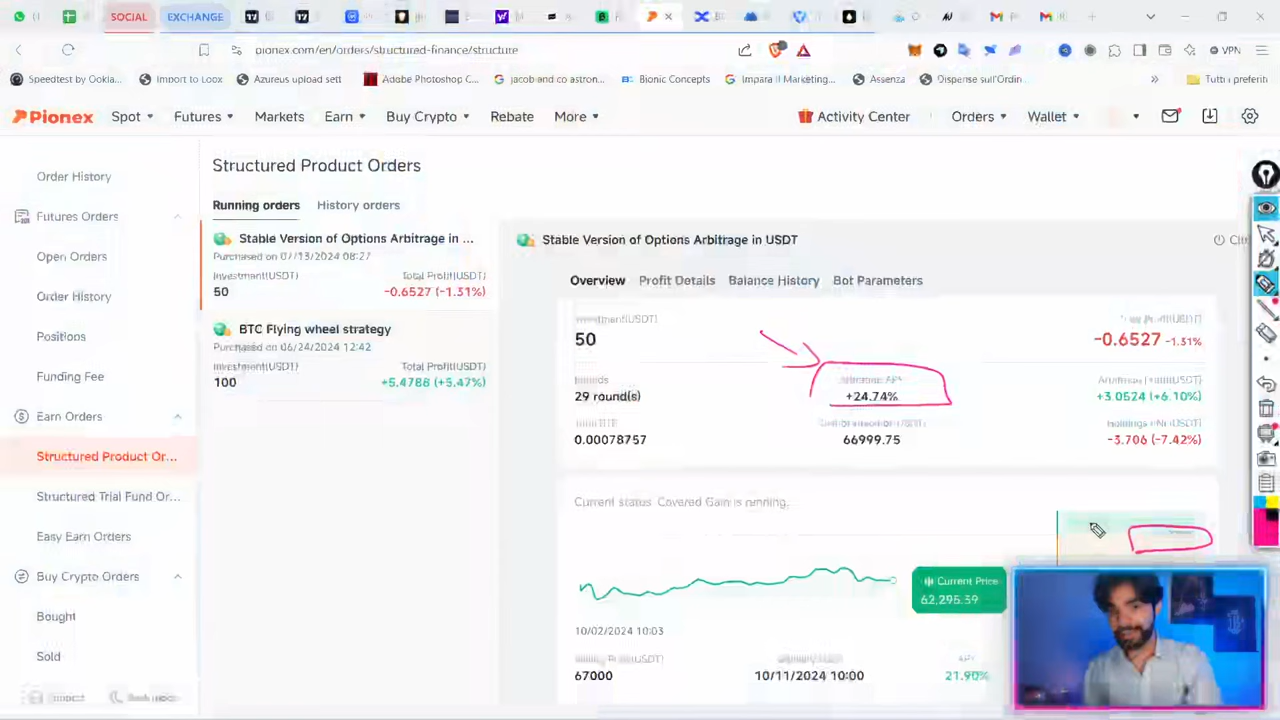 SOCIAL
EXCHANGE
pionex.com/en/orders/structured-finance/structure
VPN
Speedtest by Ookla...
Import to Loox
Azureus upload sett
Adobe Photoshop C...
jacob and co astron...
Bionic Concepts
Impara Il Marketing...
Assenza
Dispense sull'Ordin...
Tutti i preferiti
Pionex
Spot
Futures
Markets
Earn
Buy Crypto
Rebate
More
Activity Center
Orders
Wallet
Order History
Futures Orders
Open Orders
Order History
Positions
Funding Fee
Earn Orders
Structured Product Or...
Structured Trial Fund Or...
Easy Earn Orders
Buy Crypto Orders
Bought
Sold
Structured Product Orders
Running orders
History orders
Stable Version of Options Arbitrage in ...
Purchased on 07/13/2024 08:27
Investment(USDT)
Total Profit(USDT)
50
-0.6527 (-1.31%)
BTC Flying wheel strategy
Purchased on 06/24/2024 12:42
Investment(USDT)
Total Profit(USDT)
100
+5.4788 (+5.47%)
Stable Version of Options Arbitrage in USDT
Overview
Profit Details
Balance History
Bot Parameters
Investment(USDT)
50
-0.6527 -1.31%
29 round(s)
+24.74%
+3.0524 (+6.10%)
0.00078757
66999.75
-3.706 (-7.42%)
Current status: Covered Gain is running.
Current Price
62,295.39
10/02/2024 10:03
67000
10/11/2024 10:00
21.90%